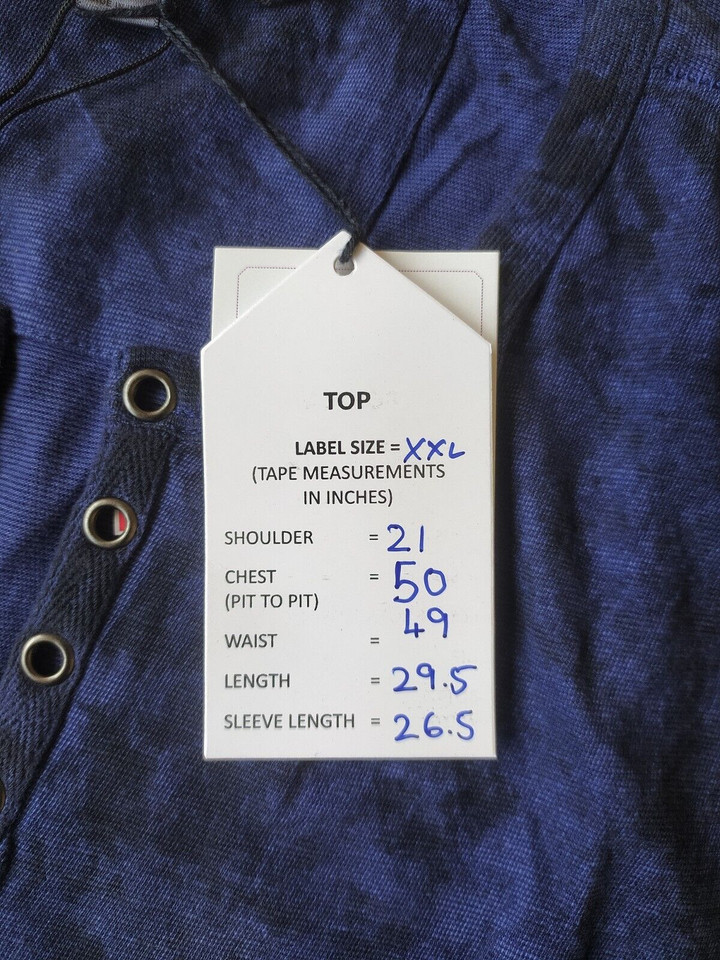 TOP
LABEL SIZE = XXL
(TAPE MEASUREMENTS
IN INCHES)
SHOULDER = 21
CHEST = 50
(PIT TO PIT)
WAIST = 49
LENGTH = 29.5
SLEEVE LENGTH = 26.5